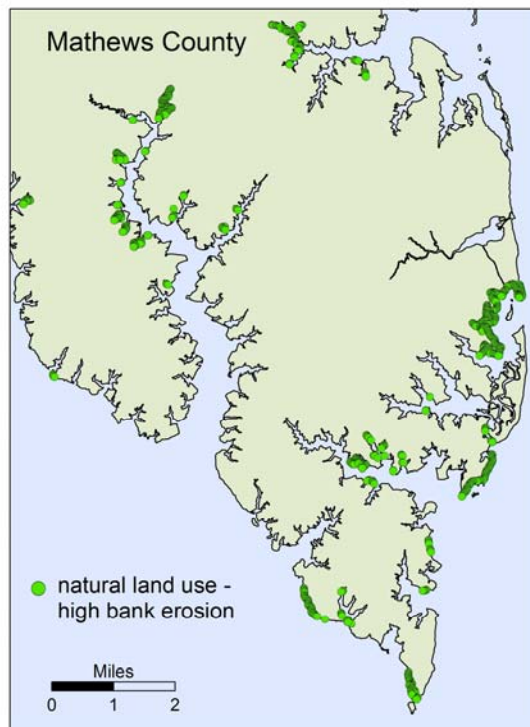 Mathews County
natural land use -
high bank erosion
Miles
0 1 2